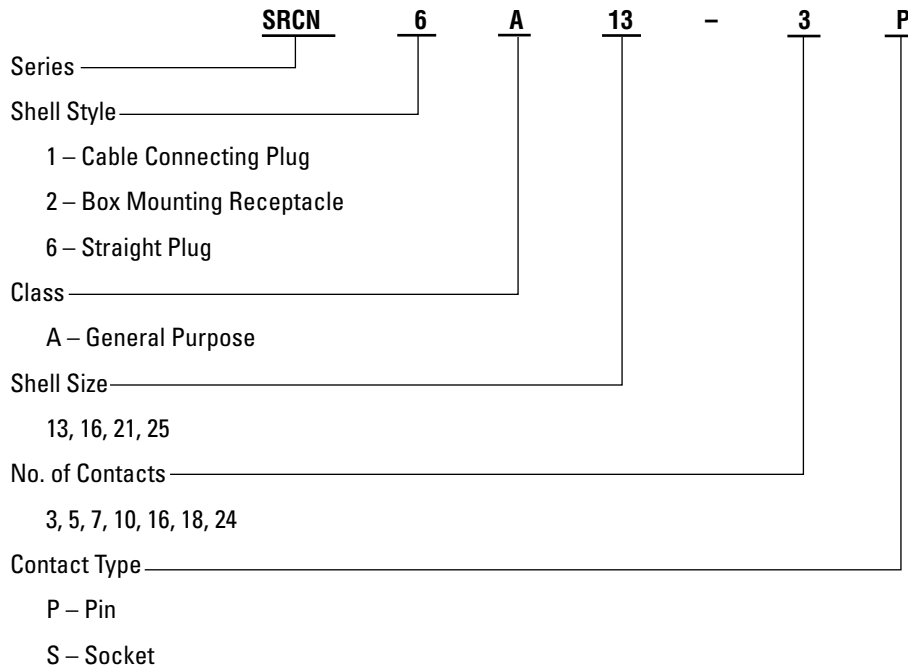 SRCN 6 A 13 – 3 P
Series
Shell Style
1 – Cable Connecting Plug
2 – Box Mounting Receptacle
6 – Straight Plug
Class
A – General Purpose
Shell Size
13, 16, 21, 25
No. of Contacts
3, 5, 7, 10, 16, 18, 24
Contact Type
P – Pin
S – Socket